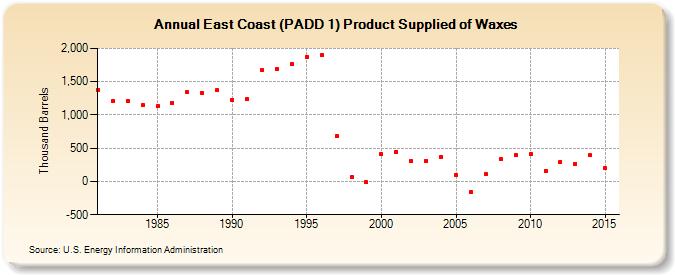 Annual East Coast (PADD 1) Product Supplied of Waxes
Thousand Barrels
2,000
1,500
1,000
500
0
-500
1985 1990 1995 2000 2005 2010 2015
Source: U.S. Energy Information Administration